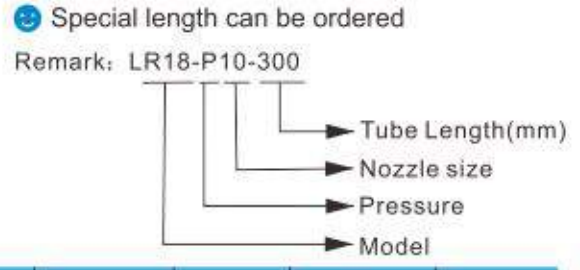 Special length can be ordered
Remark: LR18-P10-300
Tube Length(mm)
Nozzle size
Pressure
Model